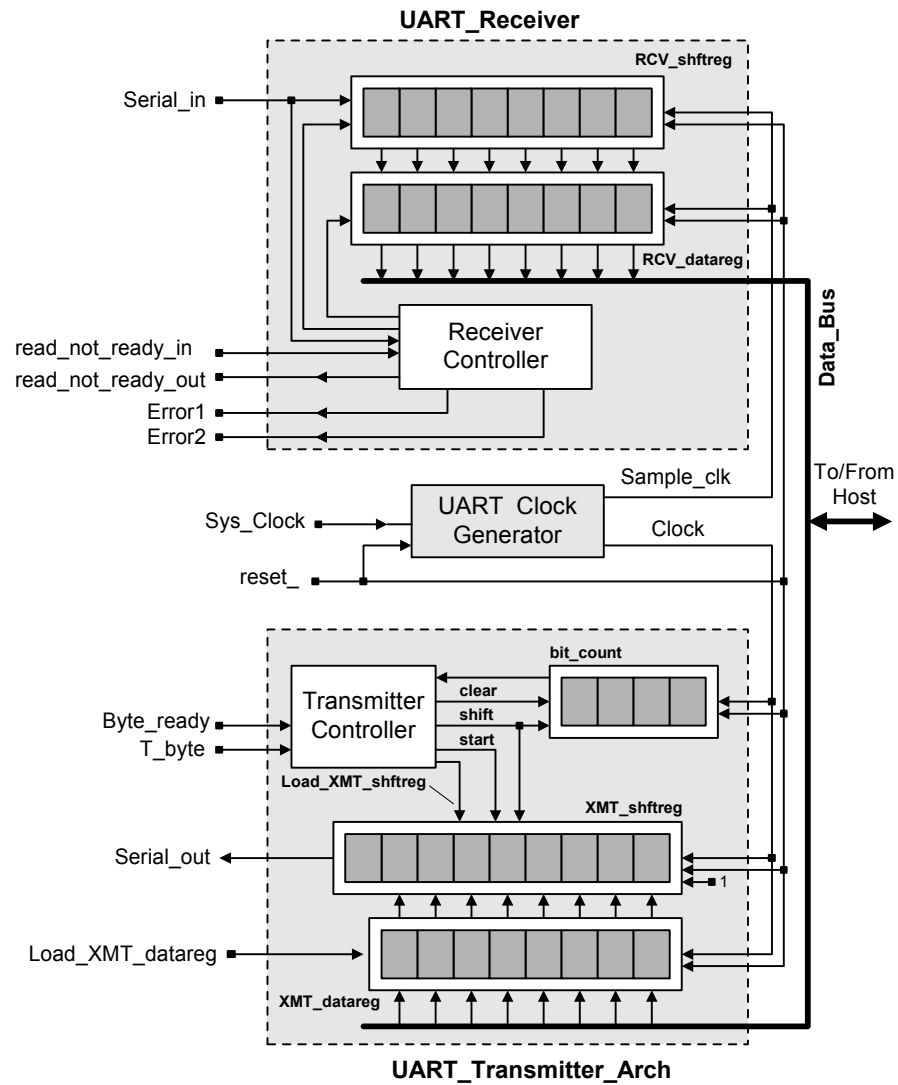 UART_Receiver
RCV_shftreg
Serial_in
RCV_datareg
Receiver
Controller
read_not_ready_in
read_not_ready_out
Error1
Error2
Data_Bus
Sample_clk
To/From
Host
UART Clock
Generator
Sys_Clock
Clock
reset_
bit_count
Transmitter
Controller
clear
shift
start
Byte_ready
T_byte
Load_XMT_shftreg
XMT_shftreg
Serial_out
1
Load_XMT_datareg
XMT_datareg
UART_Transmitter_Arch